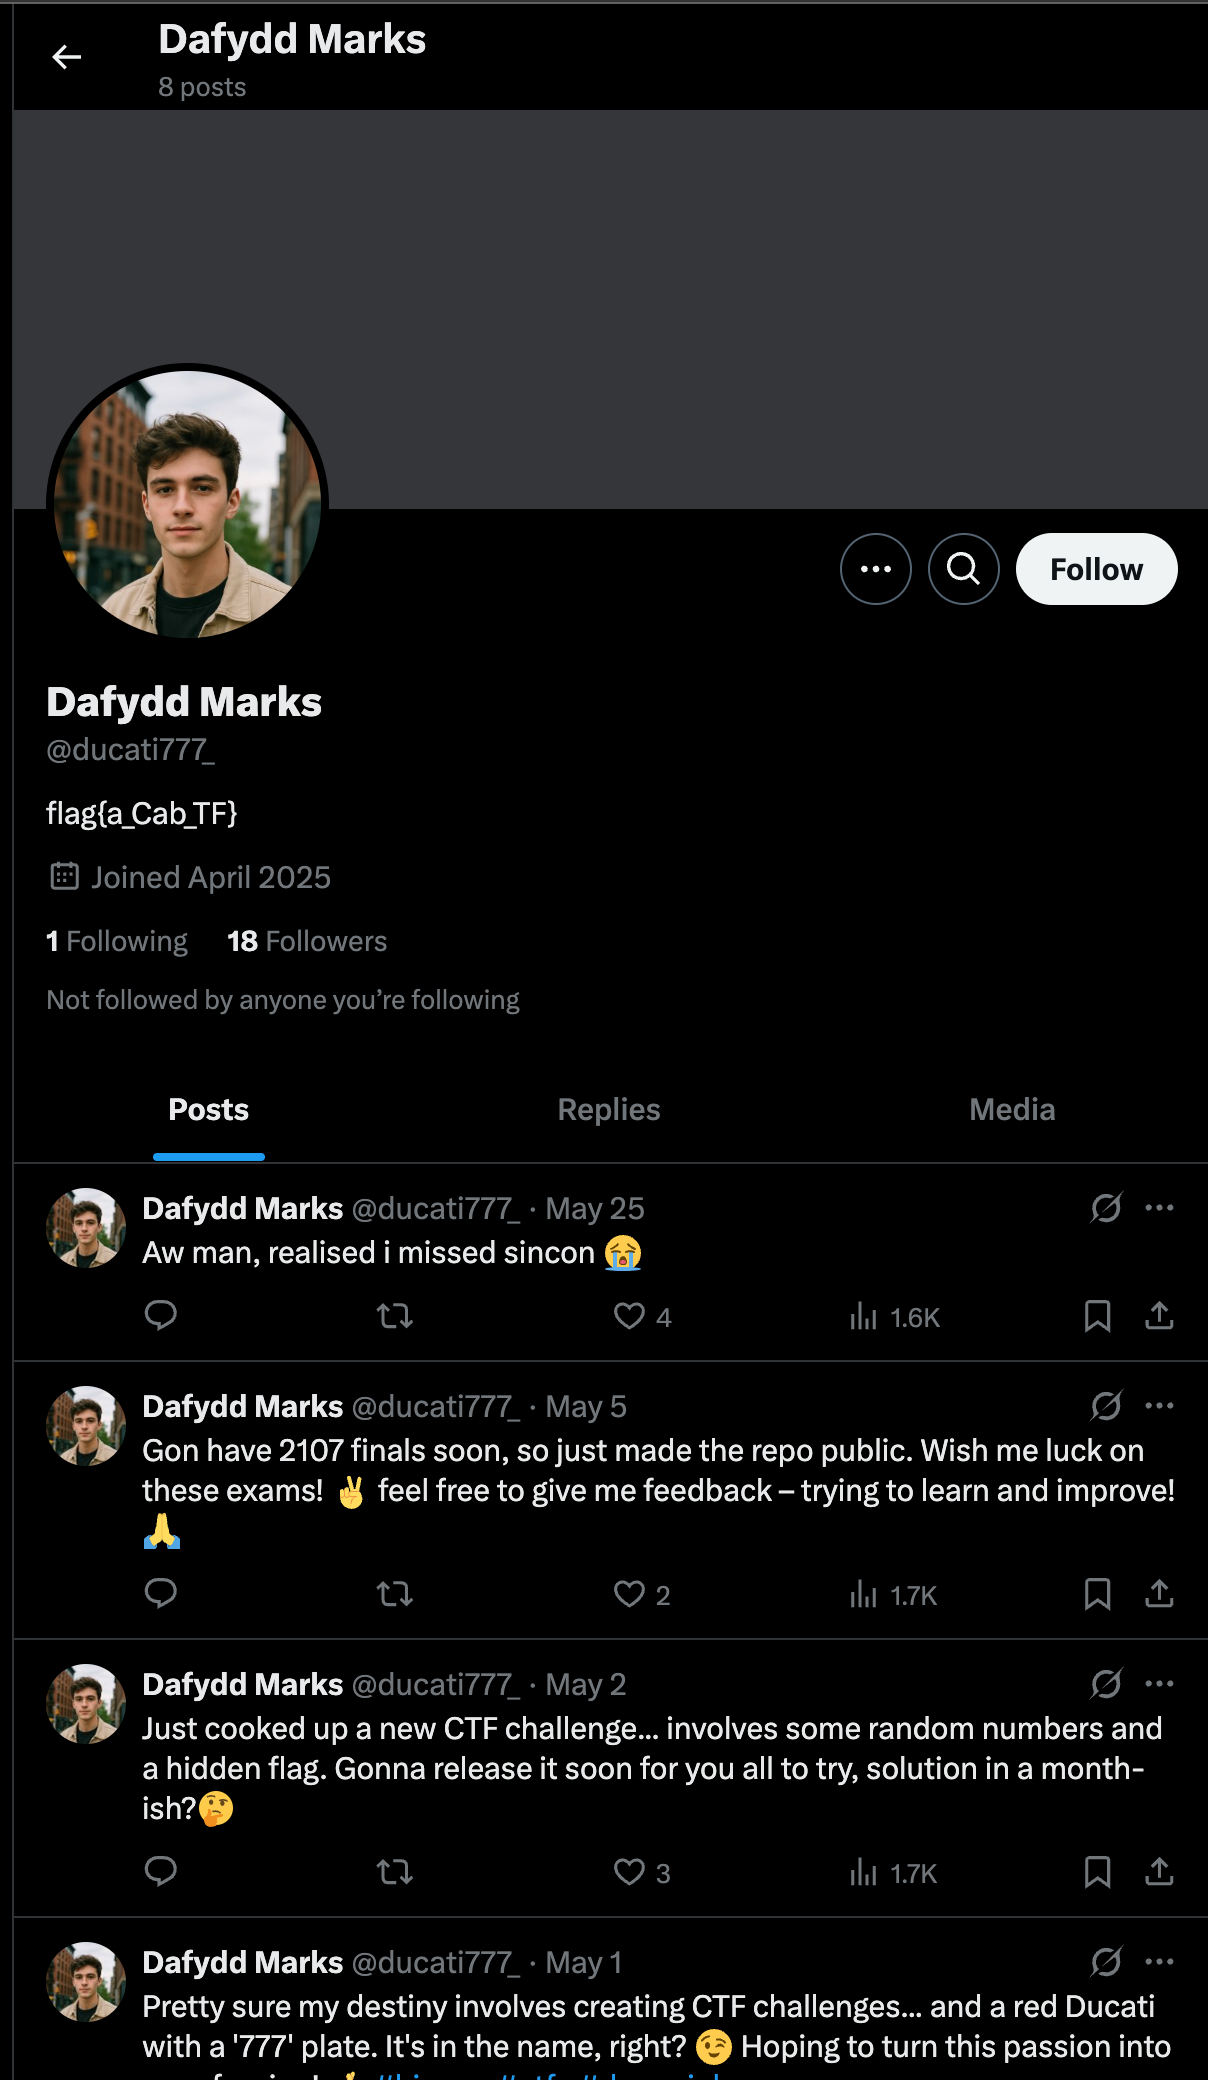 Dafydd Marks
8 posts
Follow
Dafydd Marks
@ducati777_
flag{a_Cab_TF}
Joined April 2025
1 Following 18 Followers
Not followed by anyone you’re following
Posts Replies Media
Dafydd Marks @ducati777_ · May 25
Aw man, realised i missed sincon 😭
4 1.6K
Dafydd Marks @ducati777_ · May 5
Gon have 2107 finals soon, so just made the repo public. Wish me luck on
these exams! ✌️ feel free to give me feedback – trying to learn and improve!
🙏
2 1.7K
Dafydd Marks @ducati777_ · May 2
Just cooked up a new CTF challenge... involves some random numbers and
a hidden flag. Gonna release it soon for you all to try, solution in a month-
ish?🤔
3 1.7K
Dafydd Marks @ducati777_ · May 1
Pretty sure my destiny involves creating CTF challenges... and a red Ducati
with a '777' plate. It's in the name, right? 😉 Hoping to turn this passion into